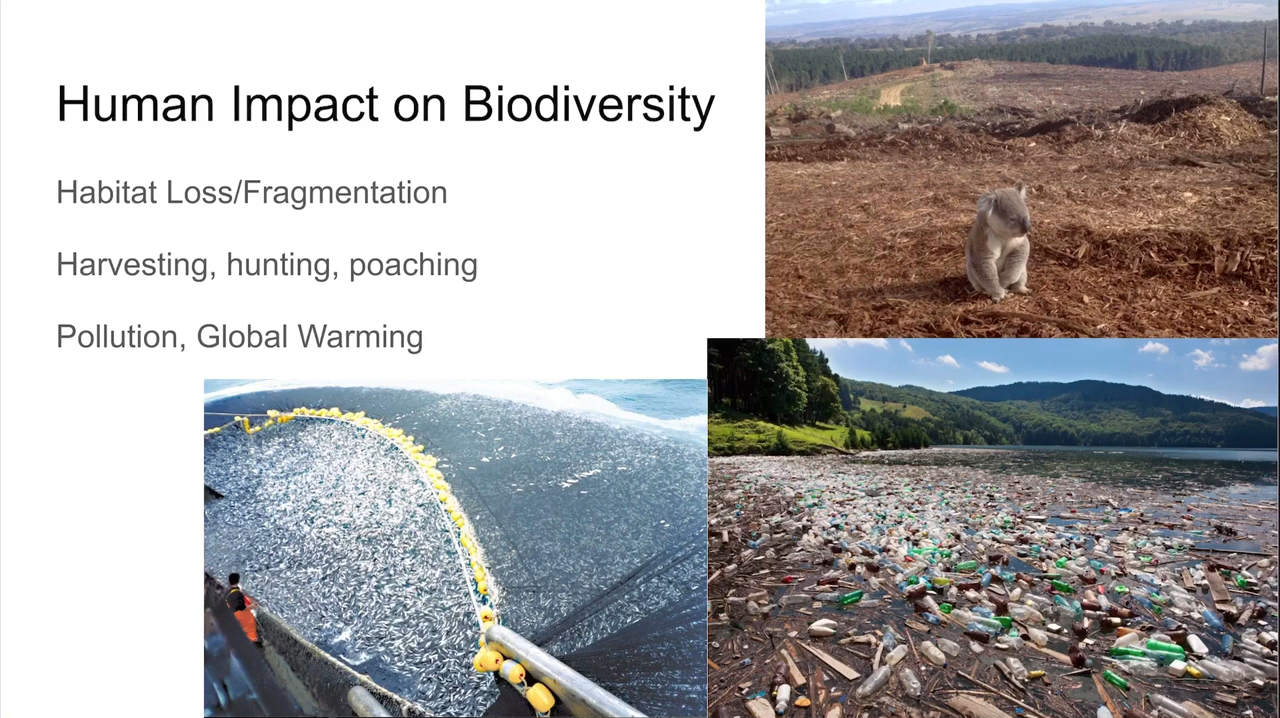 Human Impact on Biodiversity
Habitat Loss/Fragmentation
Harvesting, hunting, poaching
Pollution, Global Warming